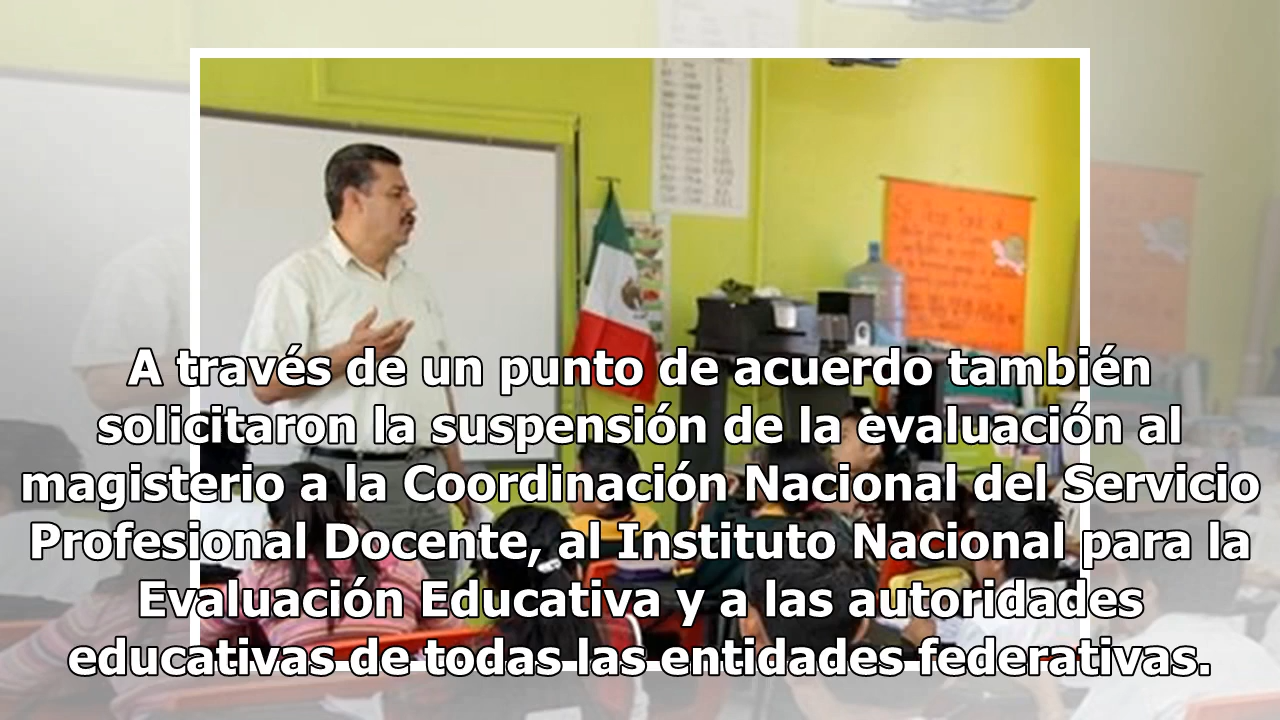 A través de un punto de acuerdo también
solicitaron la suspensión de la evaluación al
magisterio a la Coordinación Nacional del Servicio
Profesional Docente, al Instituto Nacional para la
Evaluación Educativa y a las autoridades
educativas de todas las entidades federativas.